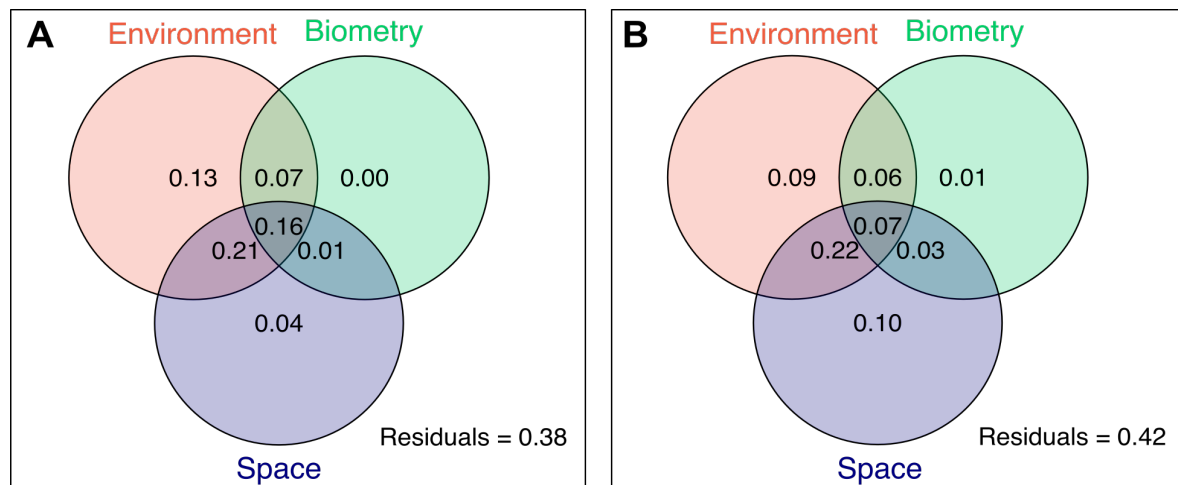 A
Environment Biometry
0.13 0.07 0.00
0.16
0.21 0.01
0.04
Residuals = 0.38
Space
B
Environment Biometry
0.09 0.06 0.01
0.07
0.22 0.03
0.10
Residuals = 0.42
Space